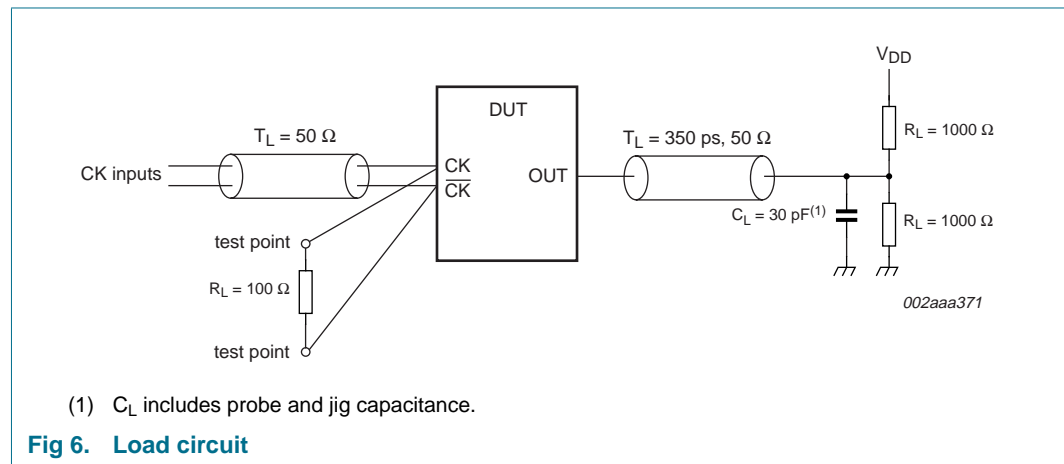 V_DD
DUT
R_L = 1000 Ω
T_L = 50 Ω
T_L = 350 ps, 50 Ω
CK inputs
CK
C̅K̅
OUT
C_L = 30 pF(1)
R_L = 1000 Ω
test point
R_L = 100 Ω
002aaa371
test point
(1) C_L includes probe and jig capacitance.
Fig 6. Load circuit